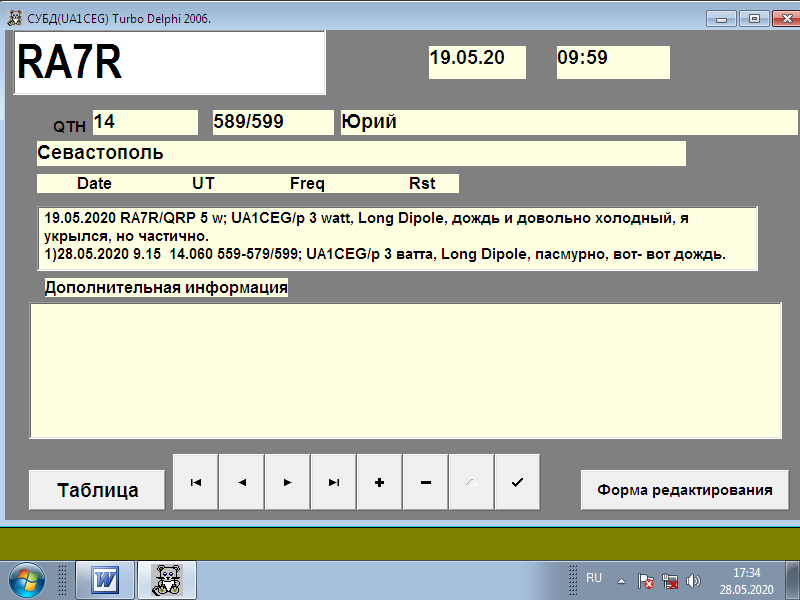 СУБД(UA1CEG) Turbo Delphi 2006.
RA7R
19.05.20 09:59
QTH 14 589/599 Юрий
Севастополь
Date UT Freq Rst
19.05.2020 RA7R/QRP 5 w; UA1CEG/p 3 watt, Long Dipole, дождь и довольно холодный, я
укрылся, но частично.
1)28.05.2020 9.15 14.060 559-579/599; UA1CEG/p 3 ватта, Long Dipole, пасмурно, вот- вот дождь.
Дополнительная информация
Таблица
Форма редактирования
RU
17:34
28.05.2020